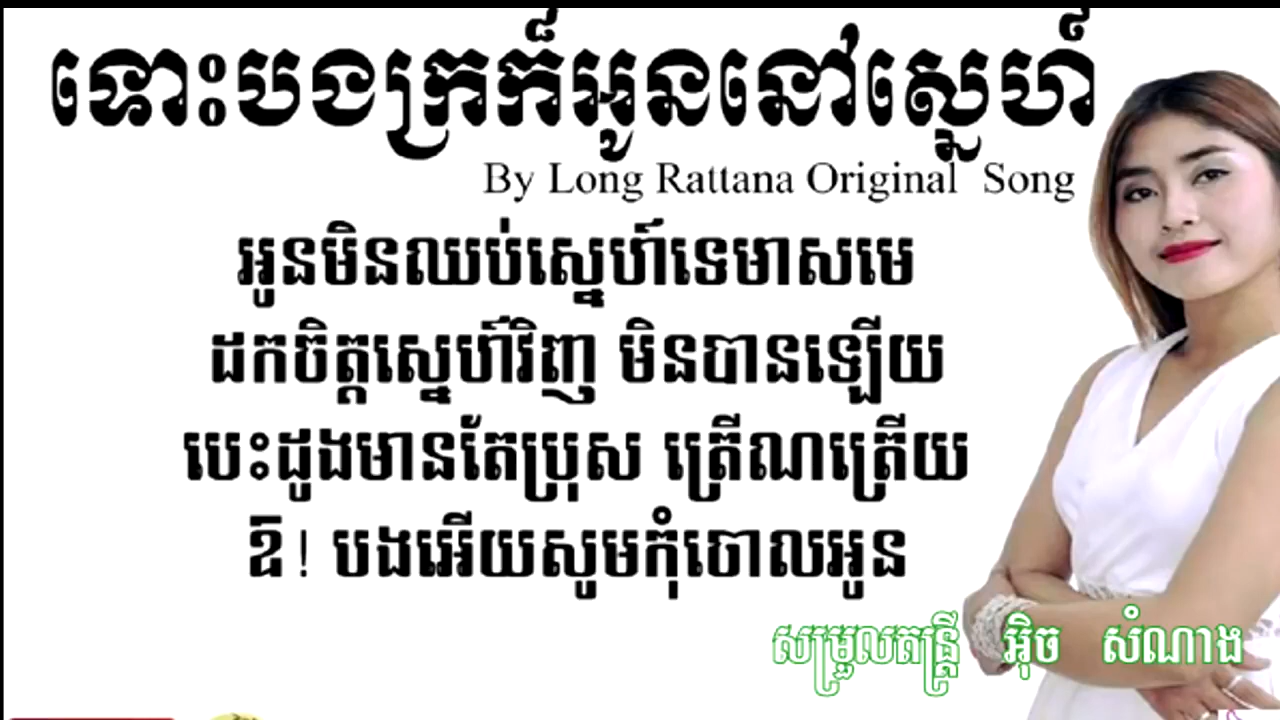 ទោះបងក្រក៏អូននៅស្នេហ៍
By Long Rattana Original Song
អូនមិនឈប់ស្នេហ៍ទេមាសមេ
ដកចិត្តស្នេហ៍វិញ មិនបានឡើយ
បេះដូងមានតែប្រុស ត្រើណត្រើយ
ឱ! បងអើយសូមកុំចោលអូន
សម្រួលតន្ត្រី អ៊ិច សំណាង